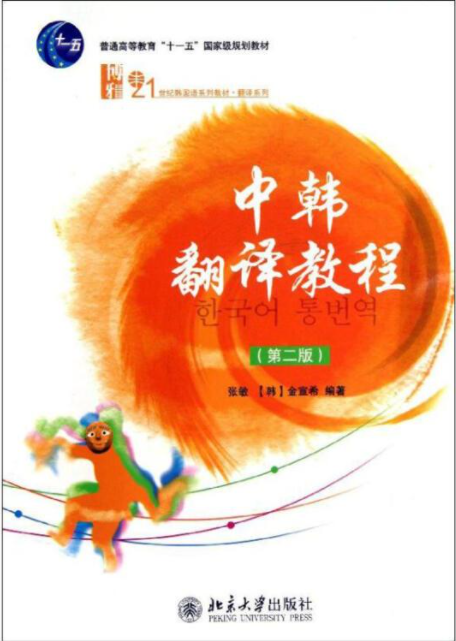 十一五
普通高等教育“十一五”国家级规划教材
博雅
21
世纪韩国语系列教材·翻译系列
中韩
翻译教程
한국어 통번역
（第二版）
张敏 【韩】金宣希 编著
北京大学出版社
PEKING UNIVERSITY PRESS